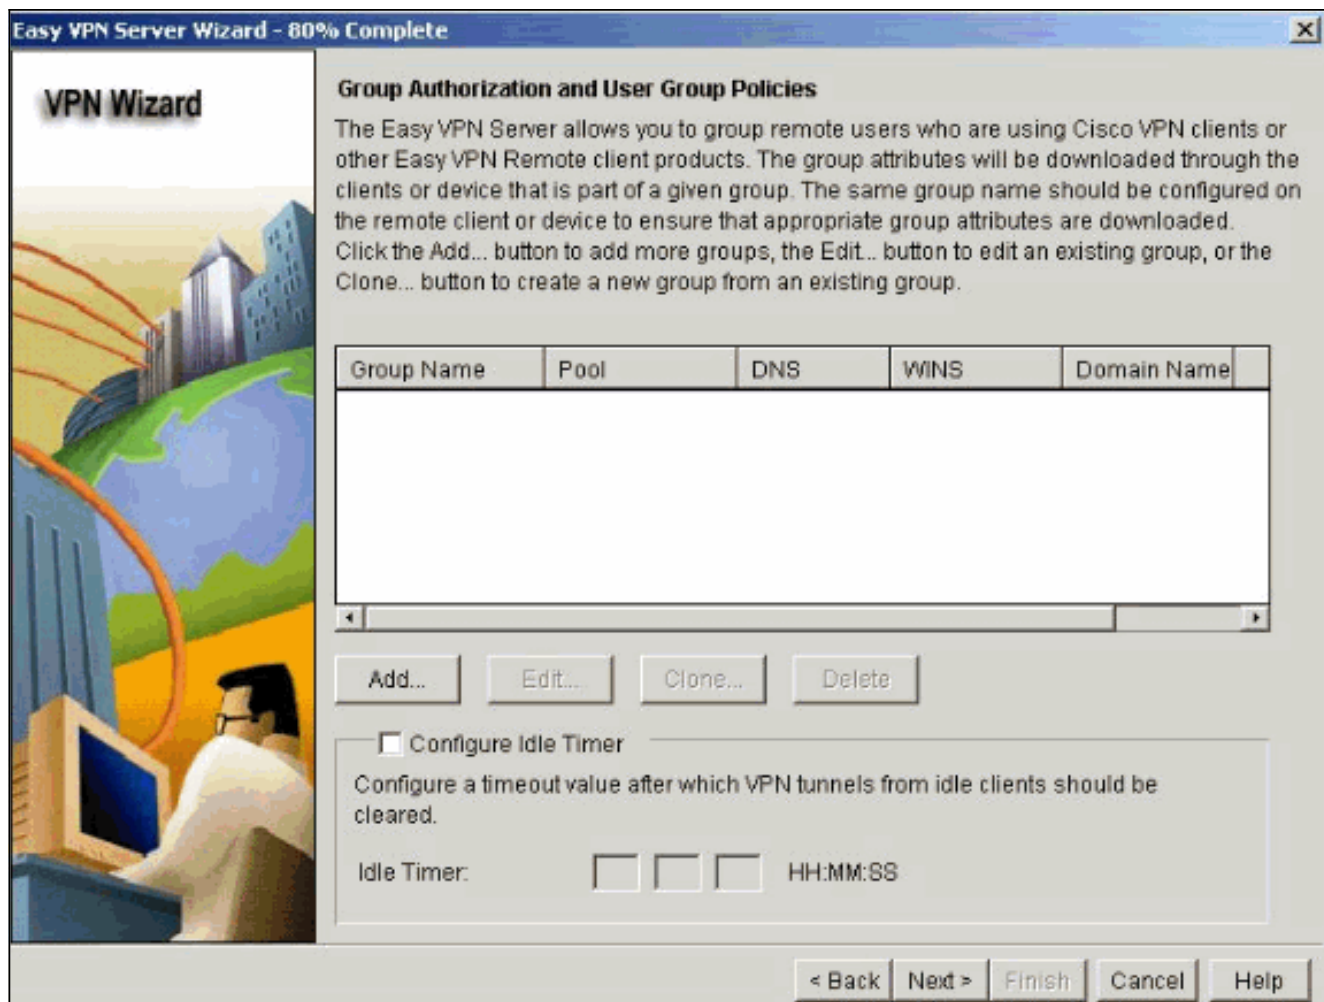 Easy VPN Server Wizard - 80% Complete
VPN Wizard
Group Authorization and User Group Policies
The Easy VPN Server allows you to group remote users who are using Cisco VPN clients or
other Easy VPN Remote client products. The group attributes will be downloaded through the
clients or device that is part of a given group. The same group name should be configured on
the remote client or device to ensure that appropriate group attributes are downloaded.
Click the Add... button to add more groups, the Edit... button to edit an existing group, or the
Clone... button to create a new group from an existing group.
Group Name Pool DNS WINS Domain Name
Add... Edit... Clone... Delete
Configure Idle Timer
Configure a timeout value after which VPN tunnels from idle clients should be
cleared.
Idle Timer: HH:MM:SS
< Back Next > Finish Cancel Help